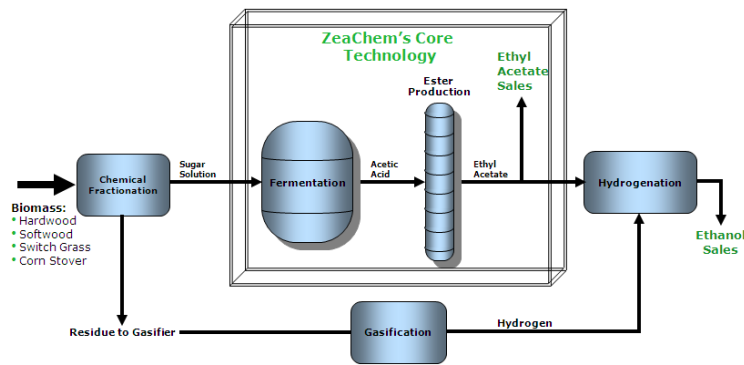 ZeaChem's Core
Technology
Ethyl
Acetate
Sales
Ester
Production
Chemical
Fractionation
Sugar
Solution
Fermentation
Acetic
Acid
Ethyl
Acetate
Hydrogenation
Biomass:
• Hardwood
• Softwood
• Switch Grass
• Corn Stover
Ethanol
Sales
Residue to Gasifier
Gasification
Hydrogen